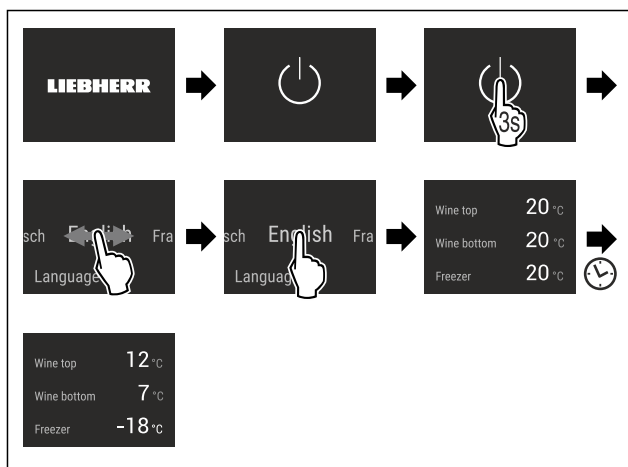 LIEBHERR
3s
sch English Fra
Language
sch English Fra
Languag
Wine top 20 °C
Wine bottom 20 °C
Freezer 20 °C
Wine top 12 °C
Wine bottom 7 °C
Freezer -18 °C